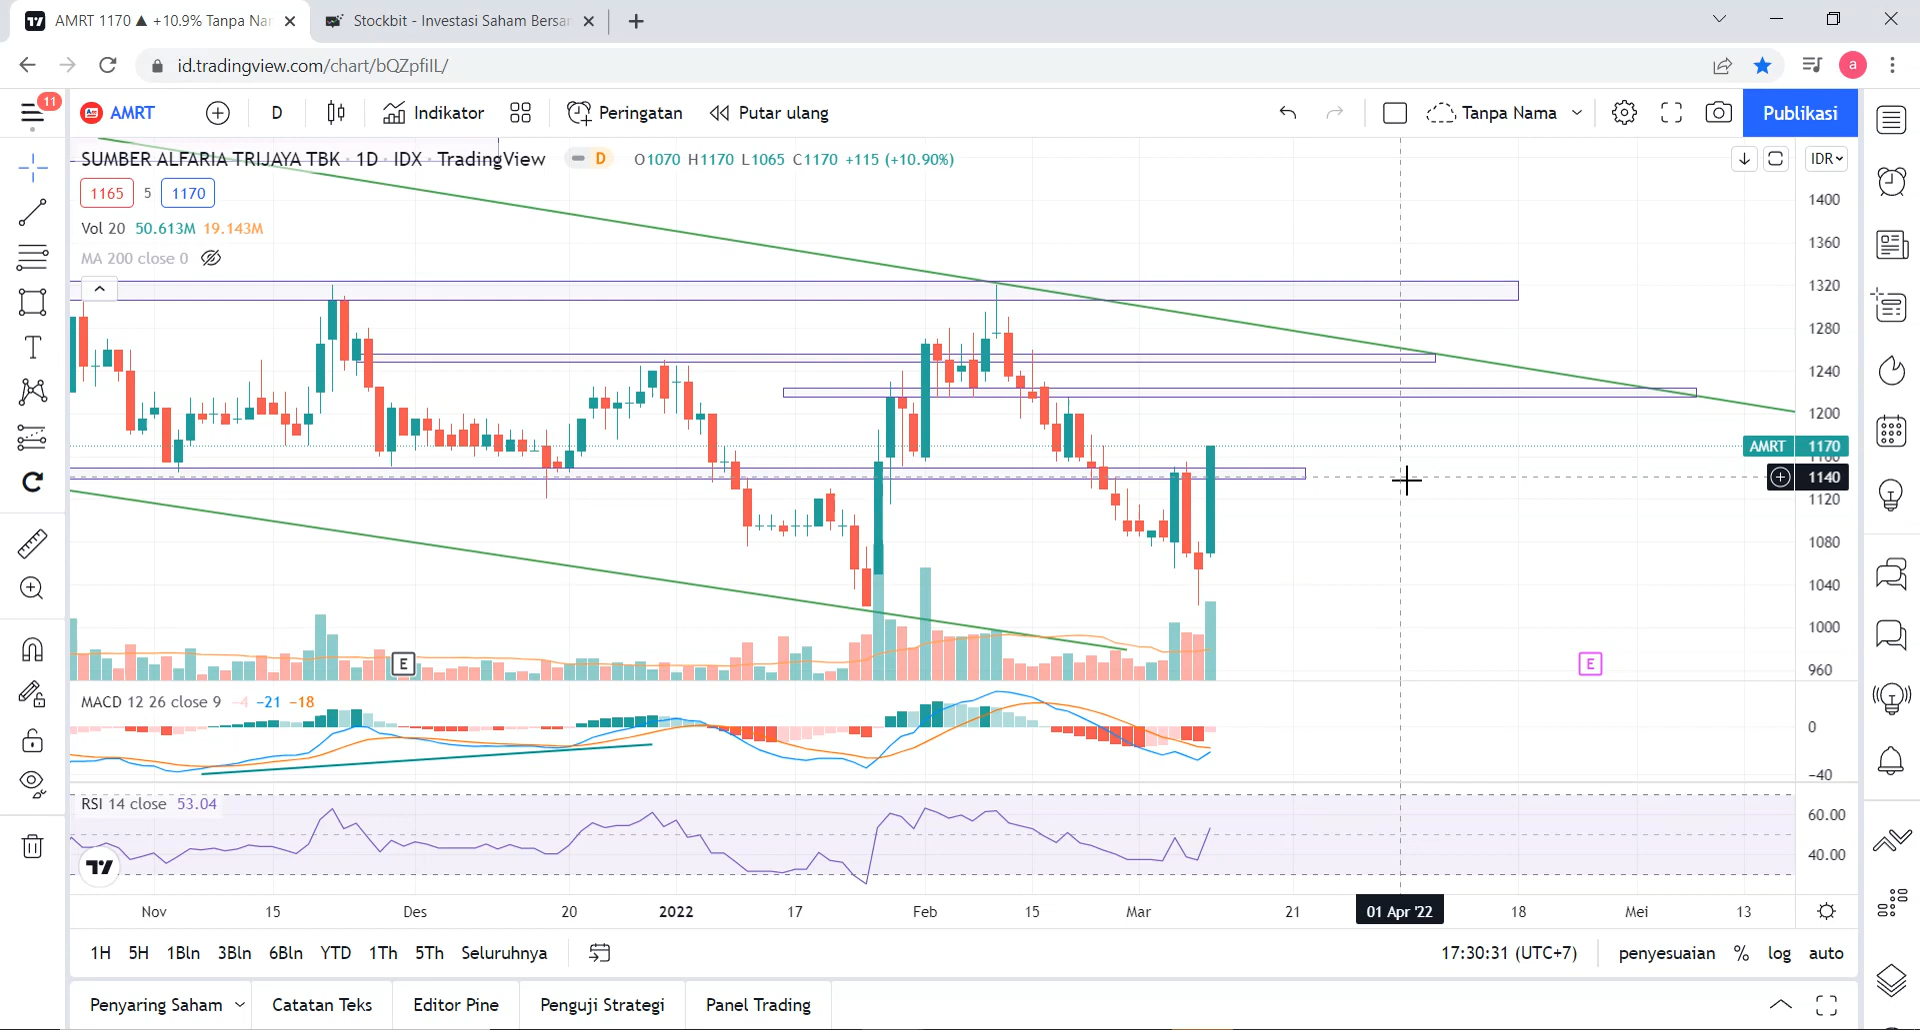 AMRT 1170 ▲ +10.9% Tanpa Nar
Stockbit - Investasi Saham Bersan
id.tradingview.com/chart/bQZpfiIL/
a
11
AMRT
D
Indikator
Peringatan
Putar ulang
Tanpa Nama
Publikasi
SUMBER ALFARIA TRIJAYA TBK · 1D · IDX · TradingView
D
O1070 H1170 L1065 C1170 +115 (+10.90%)
IDR
1165 5 1170
Vol 20 50.613M 19.143M
MA 200 close 0
1400
1360
1320
1280
1240
1200
AMRT 1170
1160
1140
1120
1080
1040
1000
960
E
E
MACD 12 26 close 9 −4 −21 −18
0
−40
RSI 14 close 53.04
60.00
40.00
Nov 15 Des 20 2022 17 Feb 15 Mar 21 01 Apr '22 18 Mei 13
1H 5H 1Bln 3Bln 6Bln YTD 1Th 5Th Seluruhnya
17:30:31 (UTC+7) penyesuaian % log auto
Penyaring Saham Catatan Teks Editor Pine Penguji Strategi Panel Trading